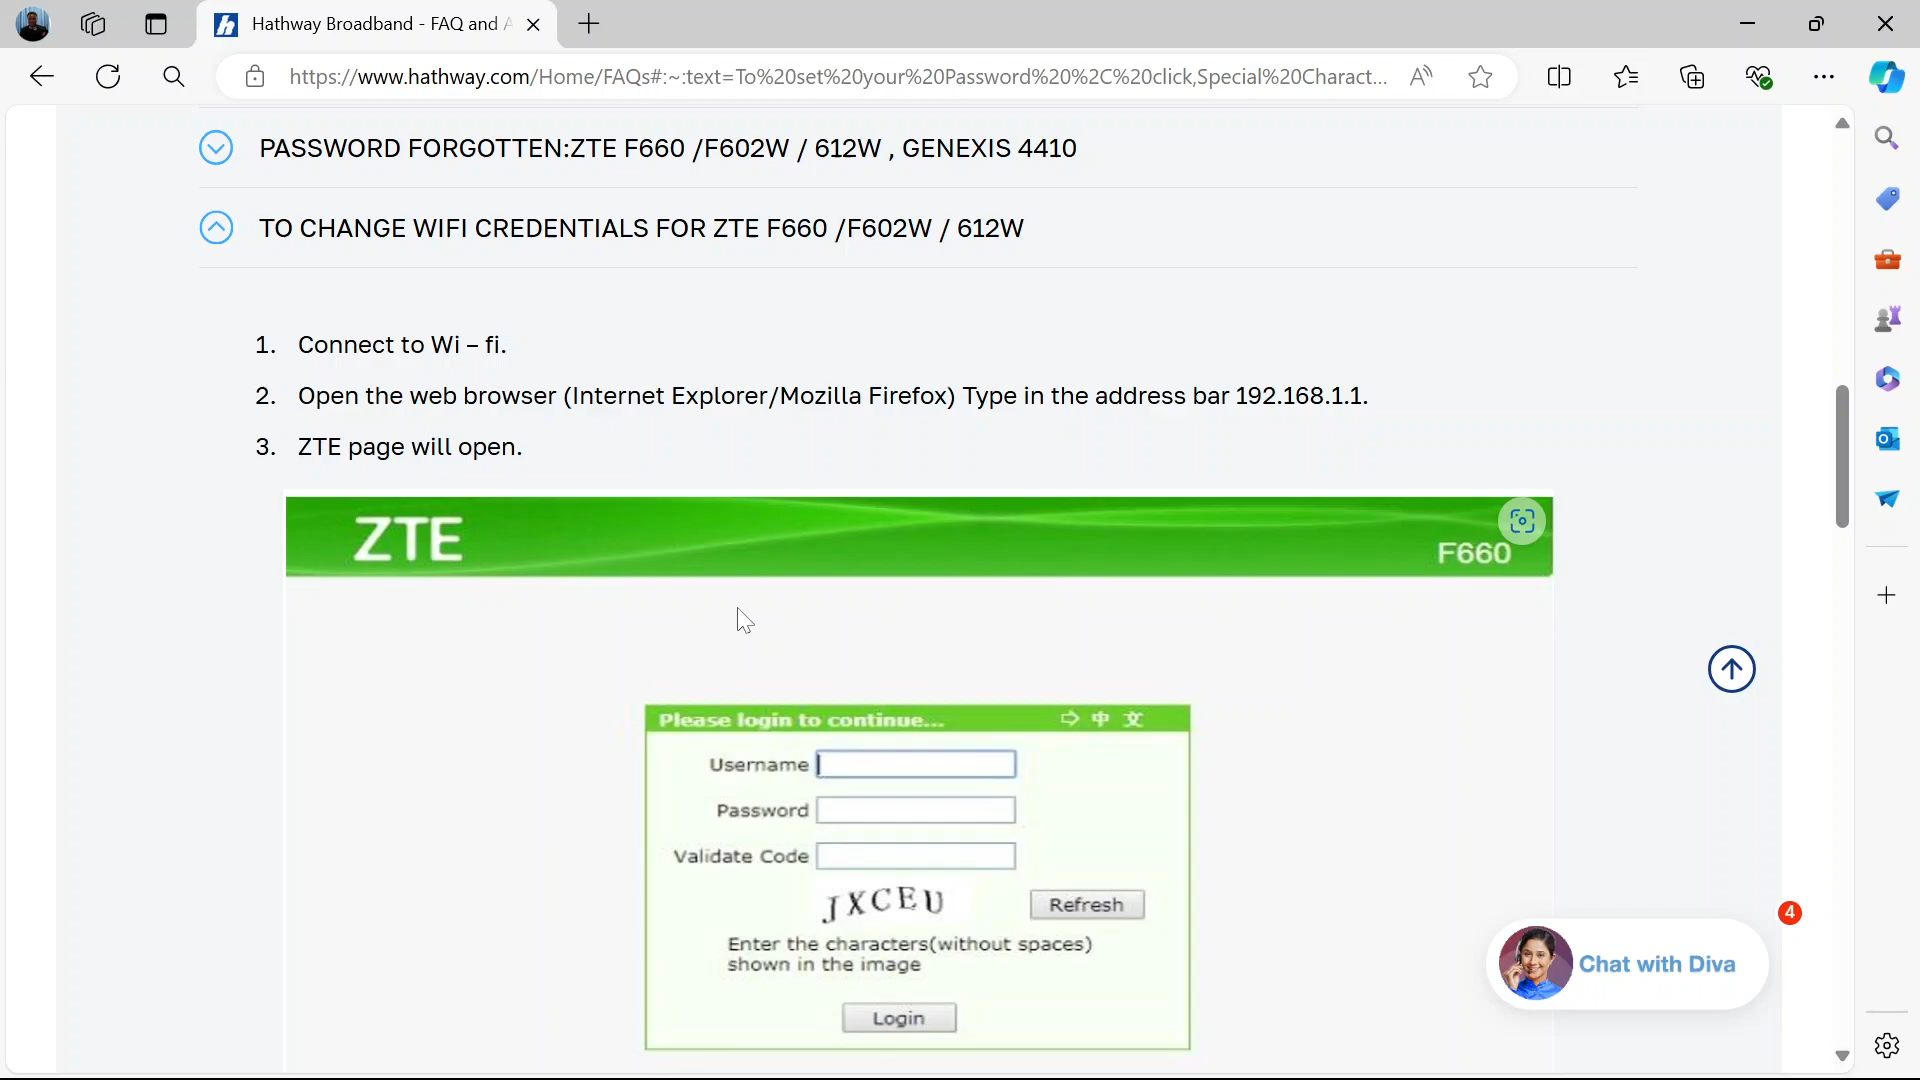 Hathway Broadband - FAQ and A
https://www.hathway.com/Home/FAQs#:~:text=To%20set%20your%20Password%20%2C%20click,Special%20Charact...
PASSWORD FORGOTTEN:ZTE F660 /F602W / 612W , GENEXIS 4410
TO CHANGE WIFI CREDENTIALS FOR ZTE F660 /F602W / 612W
1. Connect to Wi – fi.
2. Open the web browser (Internet Explorer/Mozilla Firefox) Type in the address bar 192.168.1.1.
3. ZTE page will open.
ZTE
F660
Please login to continue... 中 文
Username
Password
Validate Code
JXCEU
Refresh
Enter the characters(without spaces)
shown in the image
Login
4
Chat with Diva